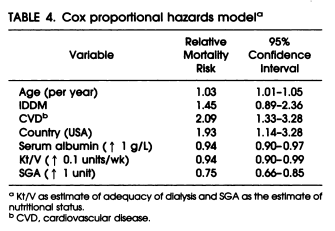 TABLE 4. Cox proportional hazards modelᵃ
Variable Relative Mortality Risk 95% Confidence Interval
Age (per year) 1.03 1.01–1.05
IDDM 1.45 0.89–2.36
CVDᵇ 2.09 1.33–3.28
Country (USA) 1.93 1.14–3.28
Serum albumin (↑ 1 g/L) 0.94 0.90–0.97
Kt/V (↑ 0.1 units/wk) 0.94 0.90–0.99
SGA (↑ 1 unit) 0.75 0.66–0.85
ᵃ Kt/V as estimate of adequacy of dialysis and SGA as the estimate of
nutritional status.
ᵇ CVD, cardiovascular disease.